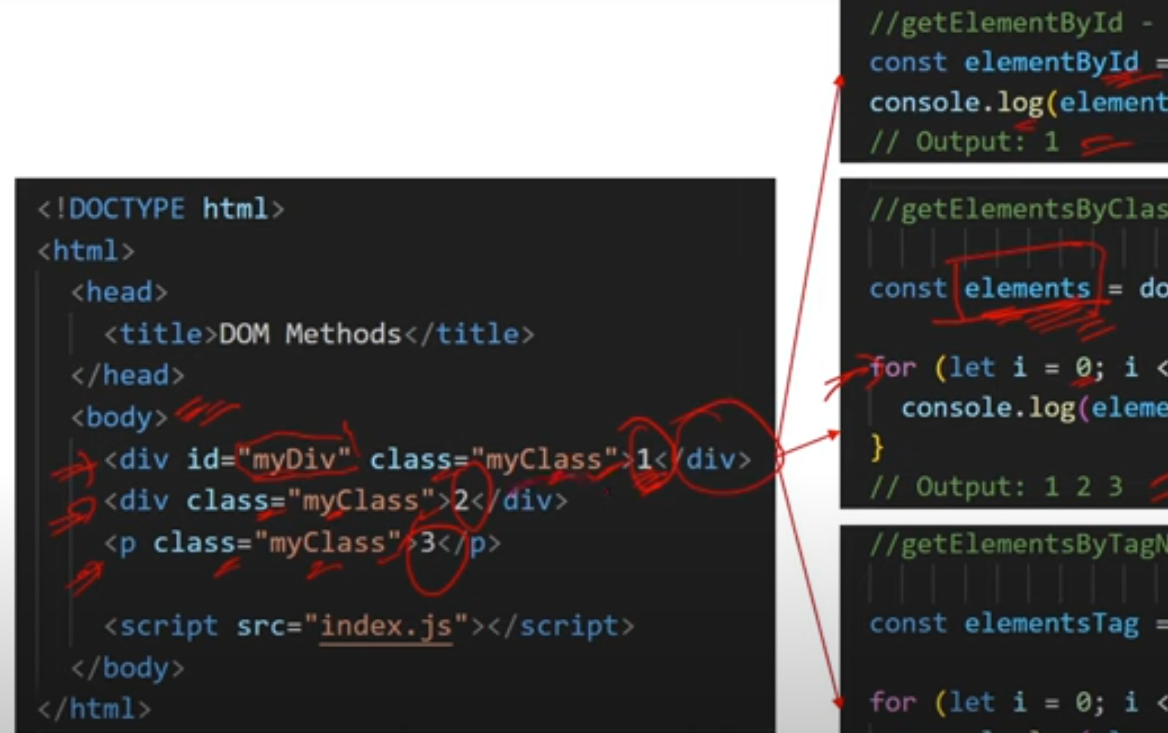 <!DOCTYPE html>
<html>
<head>
<title>DOM Methods</title>
</head>
<body>
<div id="myDiv" class="myClass">1</div>
<div class="myClass">2</div>
<p class="myClass">3</p>
<script src="index.js"></script>
</body>
</html>
//getElementById -
const elementById =
console.log(element
// Output: 1
//getElementsByClas
const elements = do
for (let i = 0; i <
console.log(eleme
}
// Output: 1 2 3
//getElementsByTagN
const elementsTag =
for (let i = 0; i <